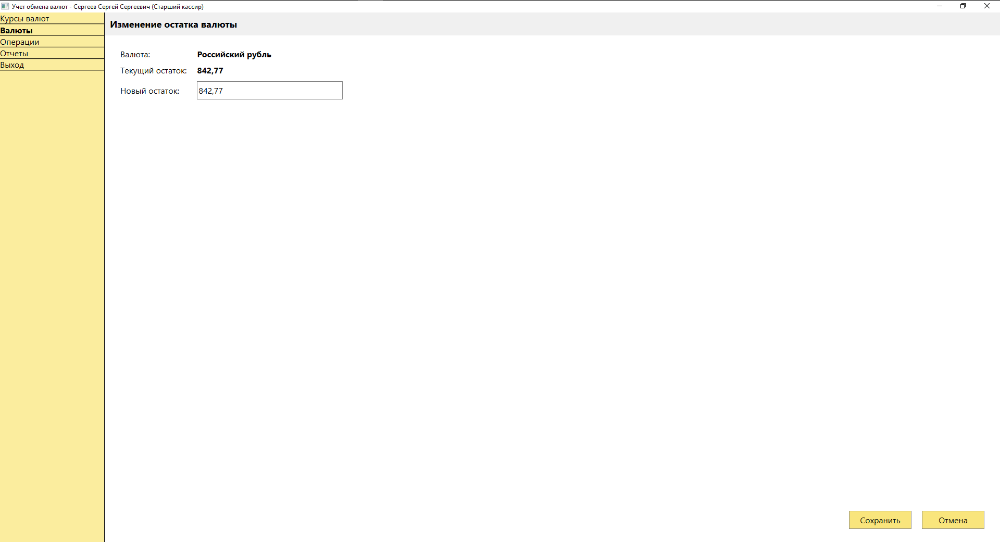 Учет обмена валют - Сергеев Сергей Сергеевич (Старший кассир)
Курсы валют
Валюты
Операции
Отчеты
Выход
Изменение остатка валюты
Валюта: Российский рубль
Текущий остаток: 842,77
Новый остаток: 842,77
Сохранить Отмена